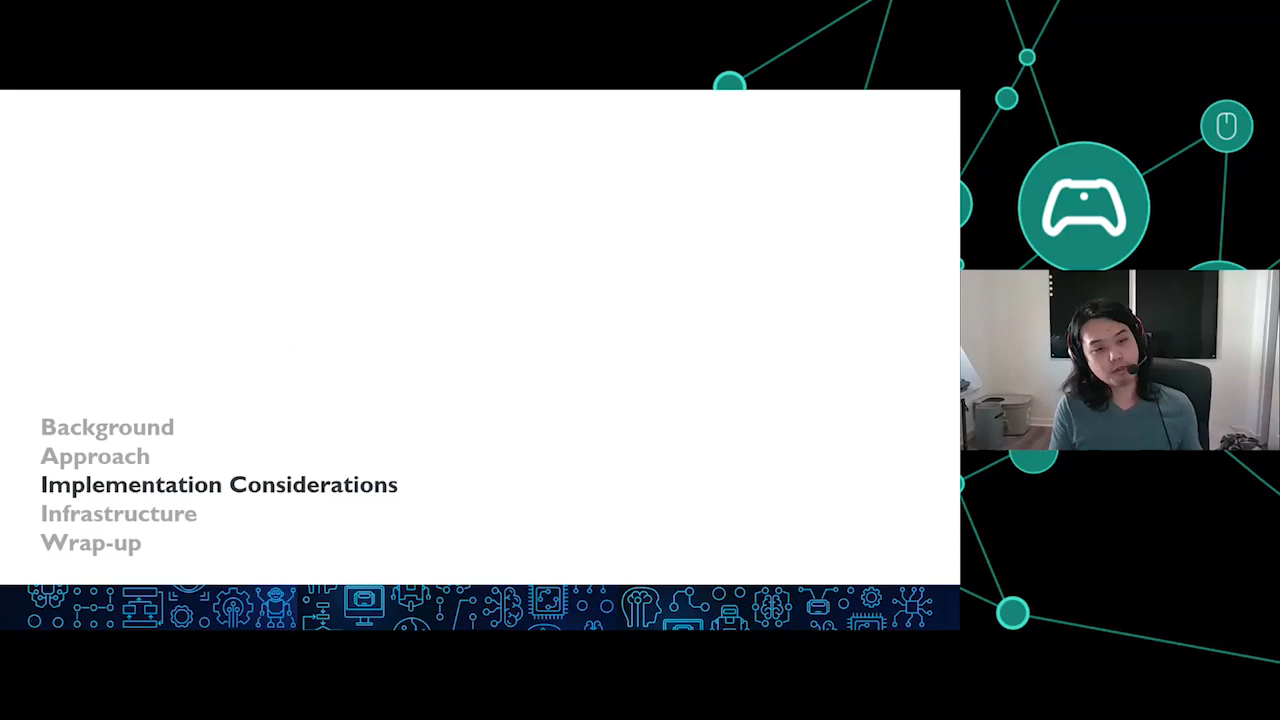 Background
Approach
Implementation Considerations
Infrastructure
Wrap-up